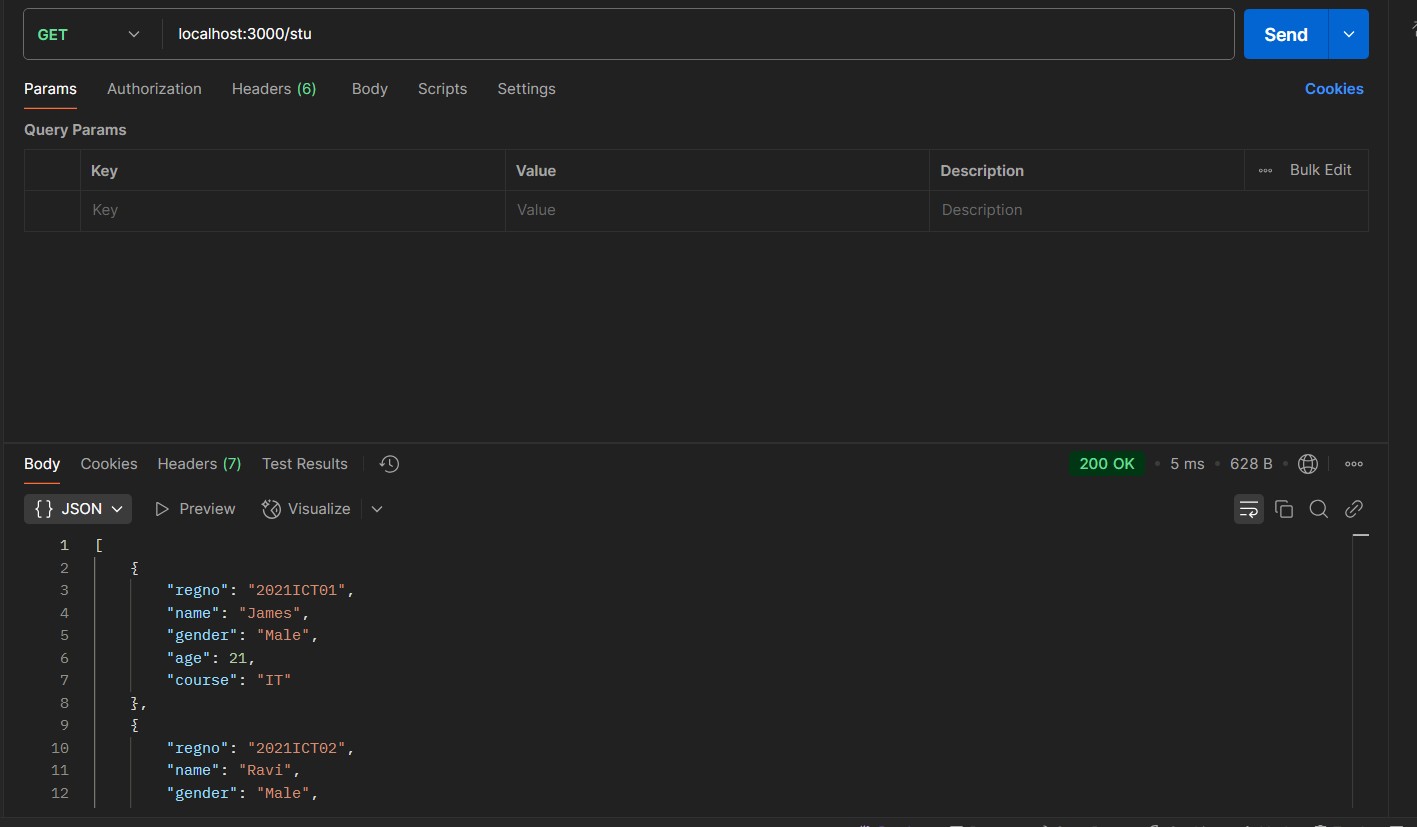 GET localhost:3000/stu Send
Params Authorization Headers (6) Body Scripts Settings Cookies
Query Params
Key Value Description Bulk Edit
Key Value Description
Body Cookies Headers (7) Test Results 200 OK 5 ms 628 B
{} JSON Preview Visualize
1 [
2 {
3 "regno": "2021ICT01",
4 "name": "James",
5 "gender": "Male",
6 "age": 21,
7 "course": "IT"
8 },
9 {
10 "regno": "2021ICT02",
11 "name": "Ravi",
12 "gender": "Male",